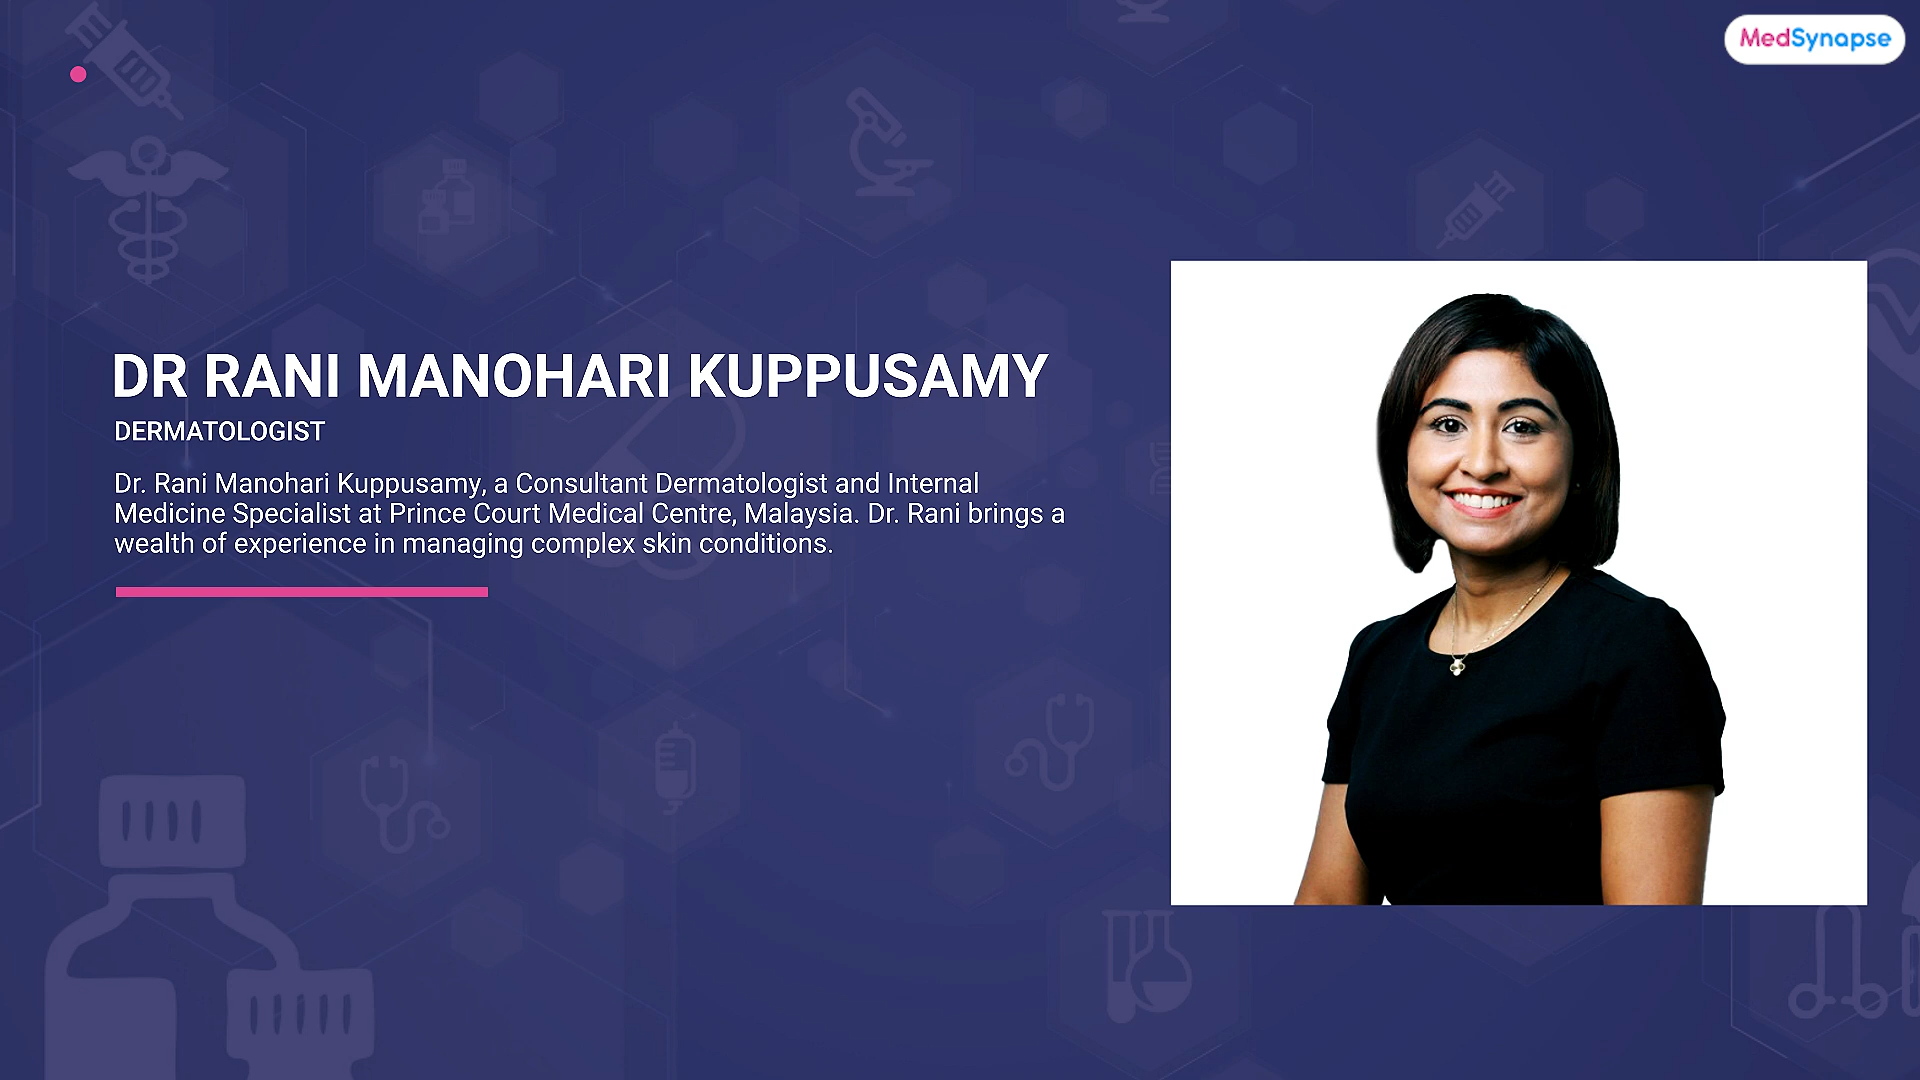 MedSynapse
DR RANI MANOHARI KUPPUSAMY
DERMATOLOGIST
Dr. Rani Manohari Kuppusamy, a Consultant Dermatologist and Internal
Medicine Specialist at Prince Court Medical Centre, Malaysia. Dr. Rani brings a
wealth of experience in managing complex skin conditions.